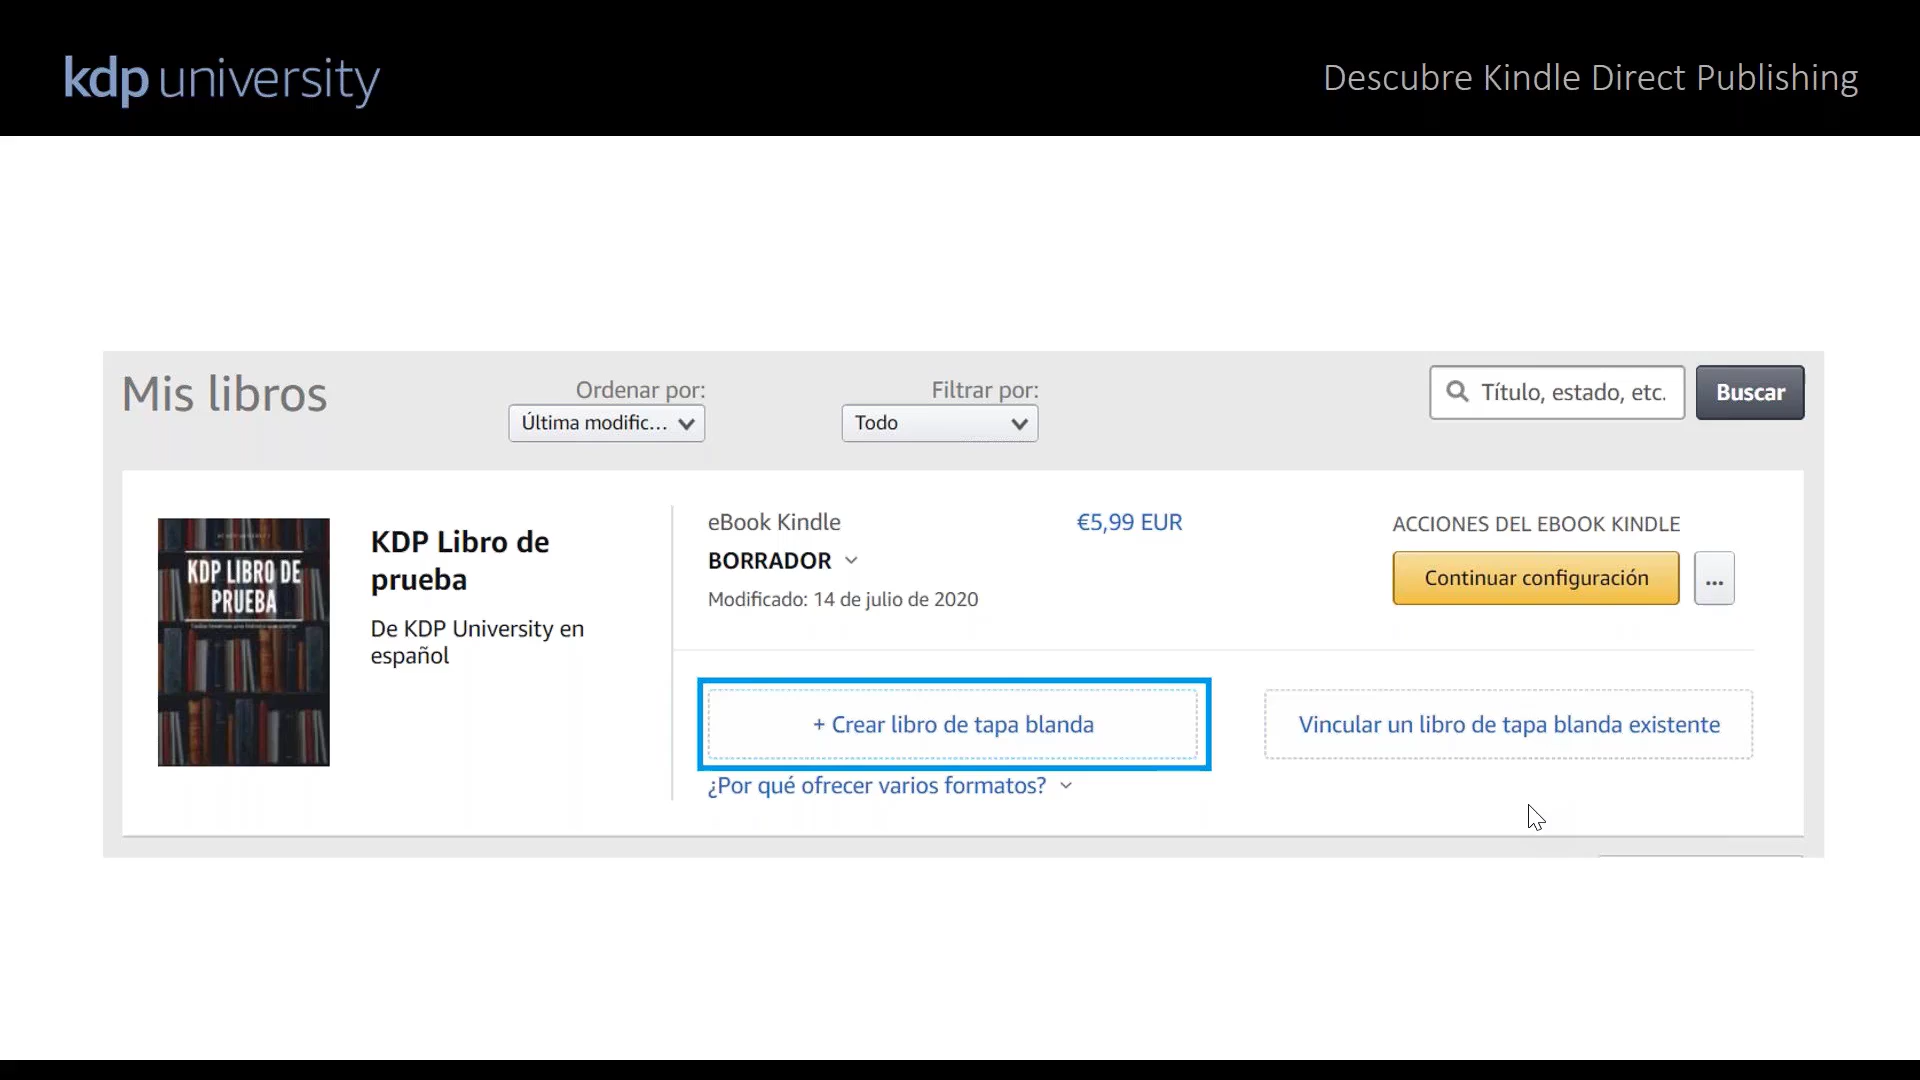 kdp university
Descubre Kindle Direct Publishing
Mis libros
Ordenar por:
Última modific...
Filtrar por:
Todo
Título, estado, etc.
Buscar
KDP LIBRO DE
PRUEBA
KDP Libro de
prueba
De KDP University en
español
eBook Kindle
€5,99 EUR
BORRADOR
Modificado: 14 de julio de 2020
ACCIONES DEL EBOOK KINDLE
Continuar configuración
...
+ Crear libro de tapa blanda
Vincular un libro de tapa blanda existente
¿Por qué ofrecer varios formatos?